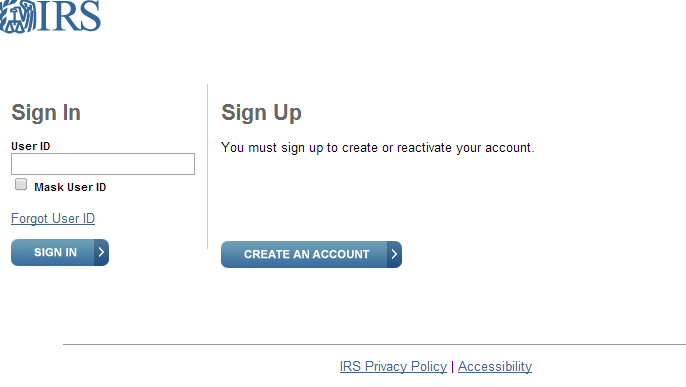 IRS
Sign In
User ID
Mask User ID
Forgot User ID
SIGN IN
Sign Up
You must sign up to create or reactivate your account.
CREATE AN ACCOUNT
IRS Privacy Policy | Accessibility